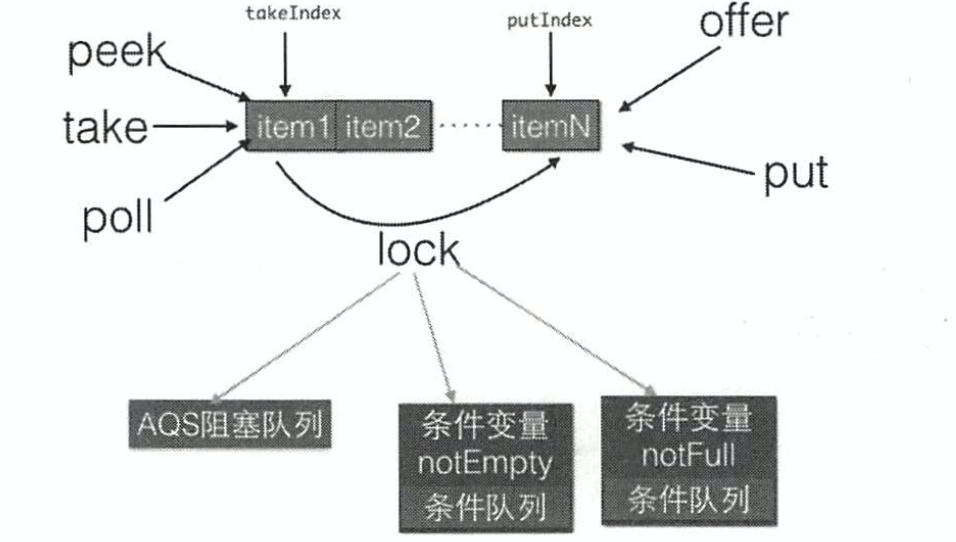 takeIndex
putIndex
offer
peek
take
item1 item2 ...... itemN
put
poll
lock
AQS阻塞队列
条件变量
notEmpty
条件队列
条件变量
notFull
条件队列